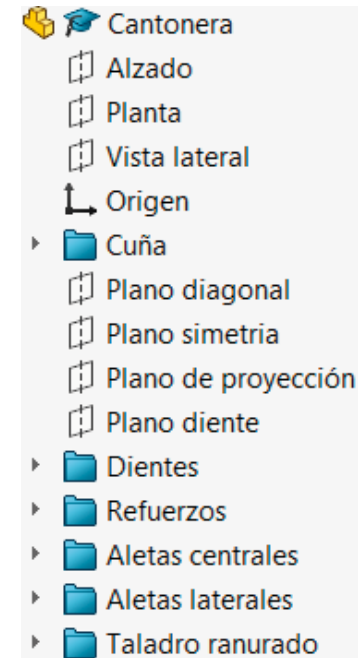 Cantonera
Alzado
Planta
Vista lateral
Origen
Cuña
Plano diagonal
Plano simetria
Plano de proyección
Plano diente
Dientes
Refuerzos
Aletas centrales
Aletas laterales
Taladro ranurado